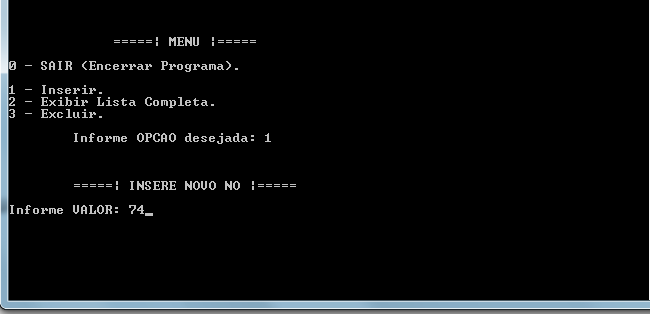 =====¦ MENU ¦=====
0 - SAIR (Encerrar Programa).
1 - Inserir.
2 - Exibir Lista Completa.
3 - Excluir.
Informe OPCAO desejada: 1
=====¦ INSERE NOVO NO ¦=====
Informe VALOR: 74_